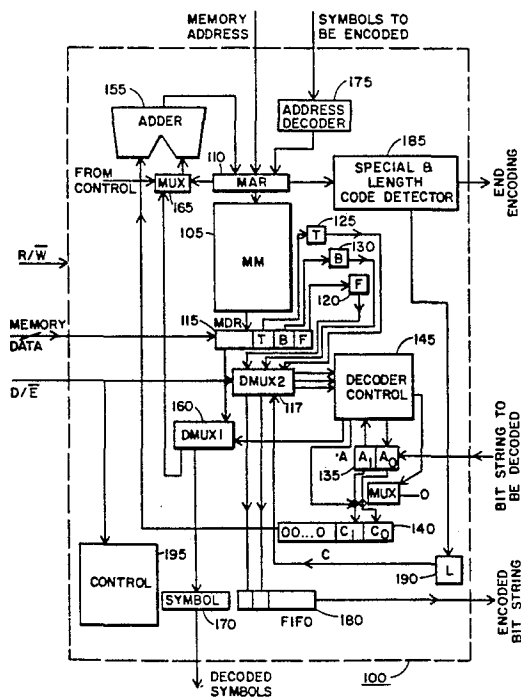 MEMORY
ADDRESS
SYMBOLS TO
BE ENCODED
155
ADDER
175
ADDRESS
DECODER
185
SPECIAL &
LENGTH
CODE DETECTOR
END
ENCODING
110
MAR
FROM
CONTROL
MUX
165
105
MM
125
T
130
B
F
120
R/W̅
MEMORY
DATA
MDR
115
T B F
145
DECODER
CONTROL
D/E̅
DMUX2
117
160
DMUX1
A
A₁ A₀
135
BIT STRING TO
BE DECODED
MUX
0
00...0 C₁ C₀
140
C
L
190
195
CONTROL
SYMBOL
170
FIFO
180
ENCODED
BIT STRING
DECODED
SYMBOLS
100